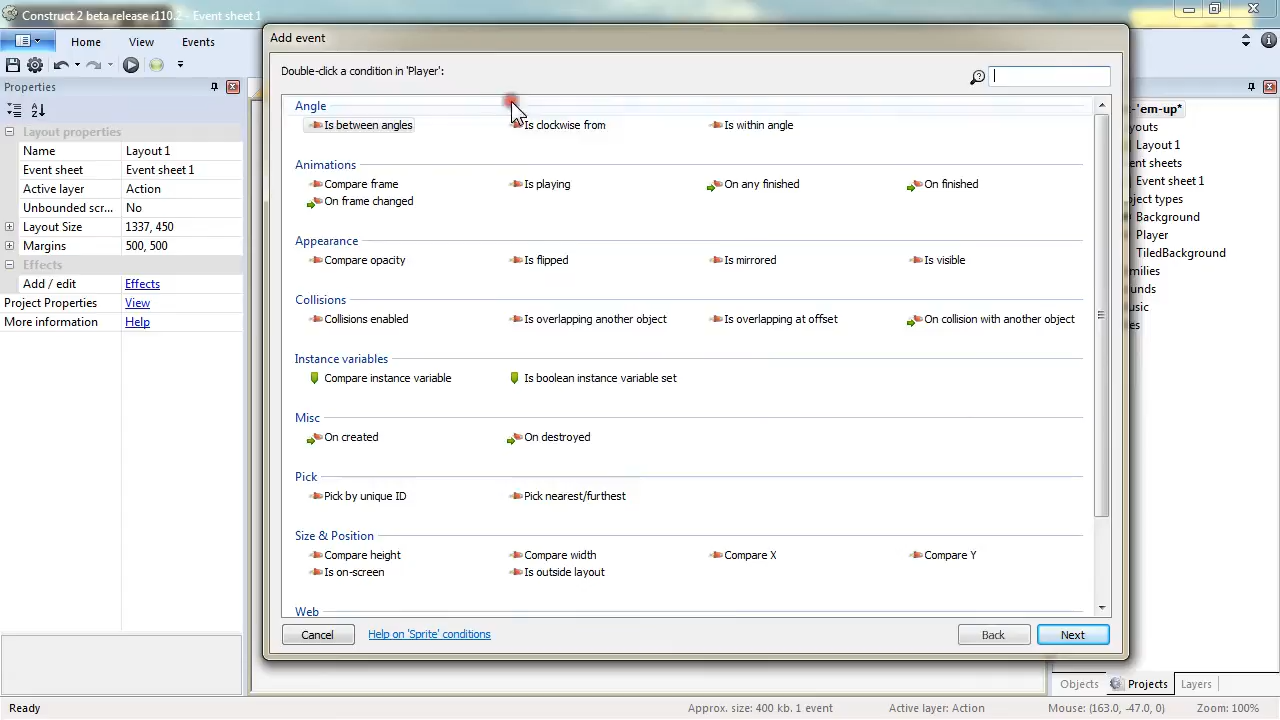 Construct 2 beta release r110.2 - Event sheet 1
Home View Events
Properties
Layout properties
Name Layout 1
Event sheet Event sheet 1
Active layer Action
Unbounded scr... No
Layout Size 1337, 450
Margins 500, 500
Effects
Add / edit Effects
Project Properties View
More information Help
Add event
Double-click a condition in 'Player':
Angle
Is between angles Is clockwise from Is within angle
Animations
Compare frame Is playing On any finished On finished
On frame changed
Appearance
Compare opacity Is flipped Is mirrored Is visible
Collisions
Collisions enabled Is overlapping another object Is overlapping at offset On collision with another object
Instance variables
Compare instance variable Is boolean instance variable set
Misc
On created On destroyed
Pick
Pick by unique ID Pick nearest/furthest
Size & Position
Compare height Compare width Compare X Compare Y
Is on-screen Is outside layout
Web
Cancel Help on 'Sprite' conditions Back Next
-'em-up*
youts
Layout 1
ent sheets
Event sheet 1
ject types
Background
Player
TiledBackground
milies
unds
usic
es
Objects Projects Layers
Ready Approx. size: 400 kb. 1 event Active layer: Action Mouse: (163.0, -47.0, 0) Zoom: 100%